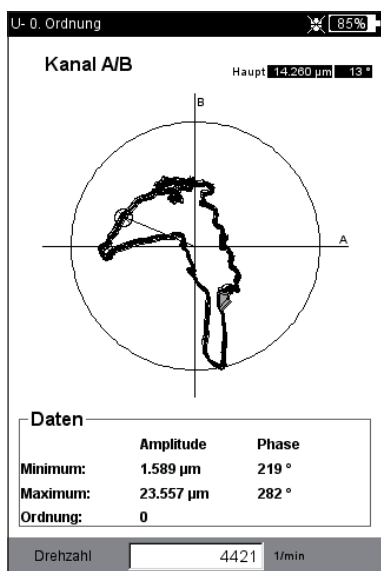 U- 0. Ordnung 85%
Kanal A/B
Haupt 14.260 µm 13 °
B
A
Daten
Amplitude Phase
Minimum: 1.589 µm 219 °
Maximum: 23.557 µm 282 °
Ordnung: 0
Drehzahl 4421 1/min